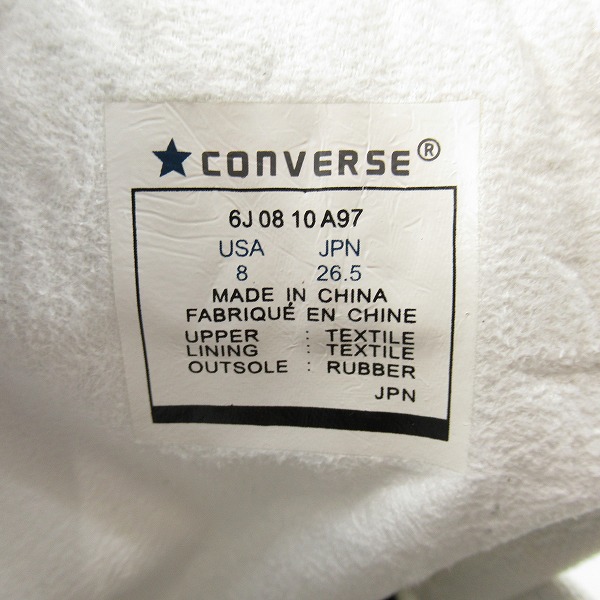 ★ CONVERSE®
6J 08 10 A97
USA JPN
8 26.5
MADE IN CHINA
FABRIQUÉ EN CHINE
UPPER : TEXTILE
LINING : TEXTILE
OUTSOLE : RUBBER
JPN